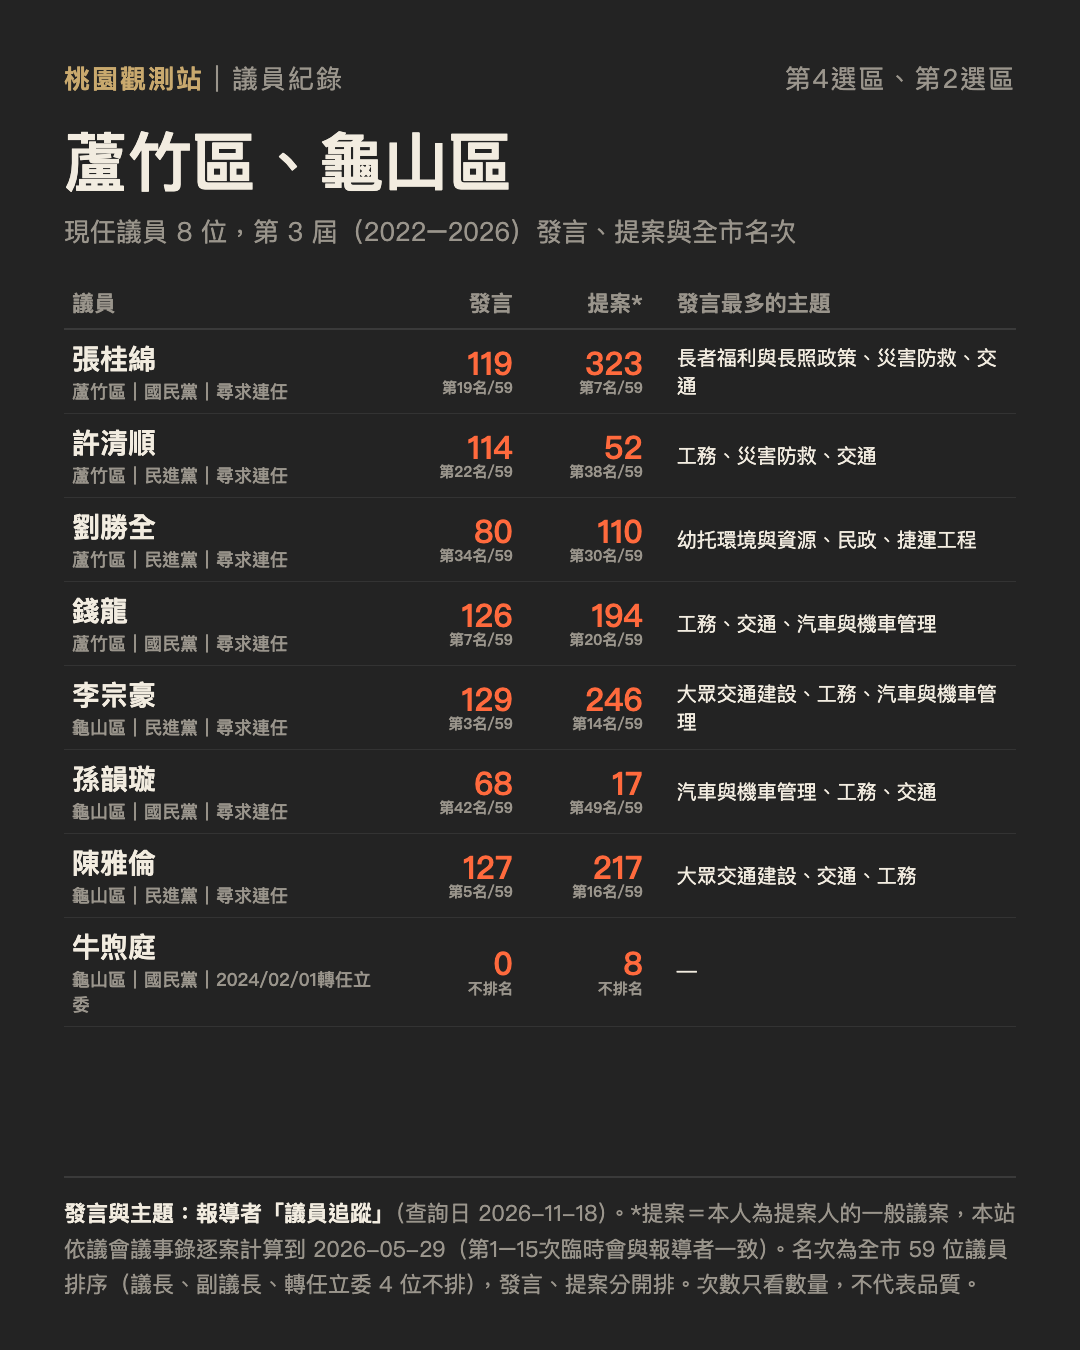 桃園觀測站｜議員紀錄
第4選區、第2選區
蘆竹區、龜山區
現任議員 8 位，第 3 屆（2022—2026）發言、提案與全市名次
議員 發言 提案* 發言最多的主題
張桂綿 119 323 長者福利與長照政策、災害防救、交
蘆竹區｜國民黨｜尋求連任 第19名/59 第7名/59 通
許清順 114 52 工務、災害防救、交通
蘆竹區｜民進黨｜尋求連任 第22名/59 第38名/59
劉勝全 80 110 幼托環境與資源、民政、捷運工程
蘆竹區｜民進黨｜尋求連任 第34名/59 第30名/59
錢龍 126 194 工務、交通、汽車與機車管理
蘆竹區｜國民黨｜尋求連任 第7名/59 第20名/59
李宗豪 129 246 大眾交通建設、工務、汽車與機車管
龜山區｜民進黨｜尋求連任 第3名/59 第14名/59 理
孫韻璇 68 17 汽車與機車管理、工務、交通
龜山區｜國民黨｜尋求連任 第42名/59 第49名/59
陳雅倫 127 217 大眾交通建設、交通、工務
龜山區｜民進黨｜尋求連任 第5名/59 第16名/59
牛煦庭 0 8 —
龜山區｜國民黨｜2024/02/01轉任立 不排名 不排名
委
發言與主題：報導者「議員追蹤」（查詢日 2026-11-18）。*提案＝本人為提案人的一般議案，本站
依議會議事錄逐案計算到 2026-05-29（第1—15次臨時會與報導者一致）。名次為全市 59 位議員
排序（議長、副議長、轉任立委 4 位不排），發言、提案分開排。次數只看數量，不代表品質。